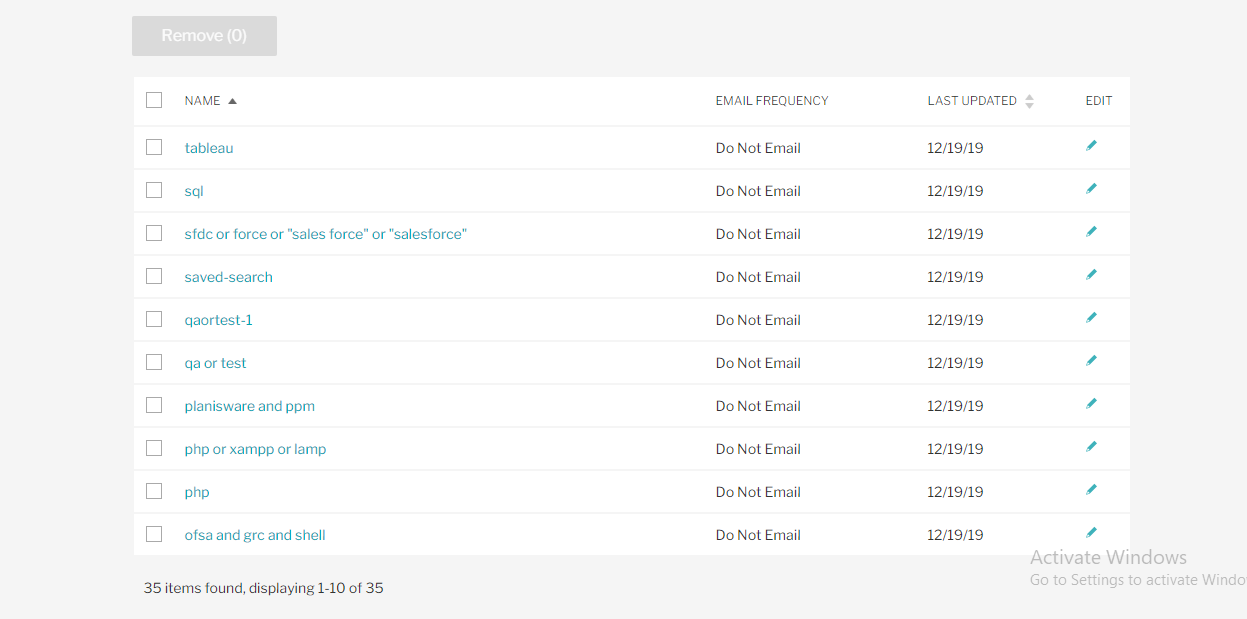 Remove (0)
NAME EMAIL FREQUENCY LAST UPDATED EDIT
tableau Do Not Email 12/19/19
sql Do Not Email 12/19/19
sfdc or force or "sales force" or "salesforce" Do Not Email 12/19/19
saved-search Do Not Email 12/19/19
qaortest-1 Do Not Email 12/19/19
qa or test Do Not Email 12/19/19
planisware and ppm Do Not Email 12/19/19
php or xampp or lamp Do Not Email 12/19/19
php Do Not Email 12/19/19
ofsa and grc and shell Do Not Email 12/19/19
Activate Windows
Go to Settings to activate Windo
35 items found, displaying 1-10 of 35